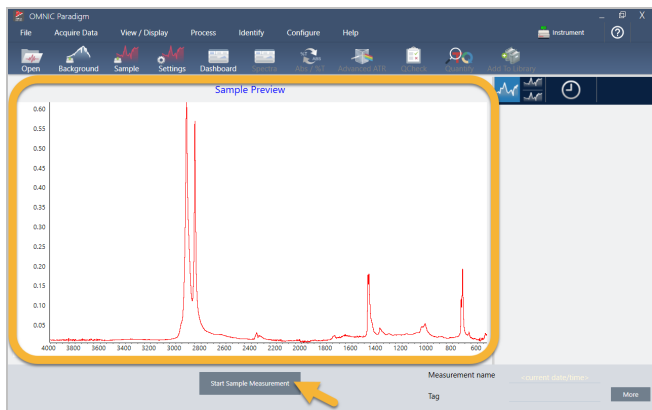 OMNIC Paradigm
File Acquire Data View / Display Process Identify Configure Help Instrument
Open Background Sample Settings Dashboard Spectra Abs / %T Advanced ATR QCheck Quantify Add To Library
Sample Preview
0.60
0.55
0.50
0.45
0.40
0.35
0.30
0.25
0.20
0.15
0.10
0.05
4000 3800 3600 3400 3200 3000 2800 2600 2400 2200 2000 1800 1600 1400 1200 1000 800 600
Start Sample Measurement
Measurement name <current date/time>
Tag
More